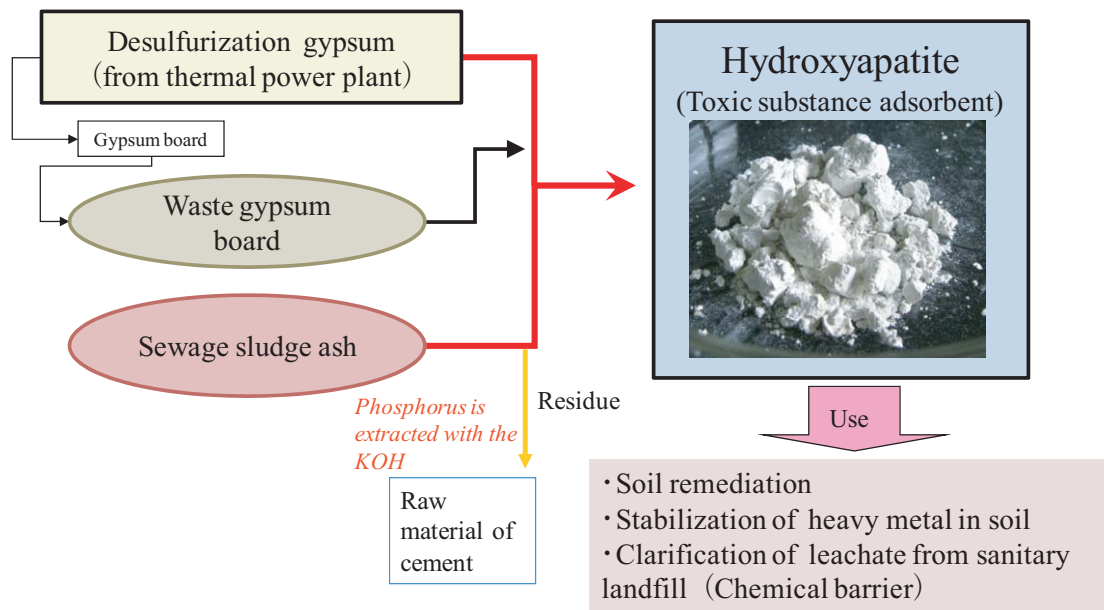 Desulfurization gypsum
(from thermal power plant)
Gypsum board
Waste gypsum
board
Sewage sludge ash
Phosphorus is
extracted with the
KOH
Residue
Raw
material of
cement
Hydroxyapatite
(Toxic substance adsorbent)
Use
・Soil remediation
・Stabilization of heavy metal in soil
・Clarification of leachate from sanitary
landfill（Chemical barrier）